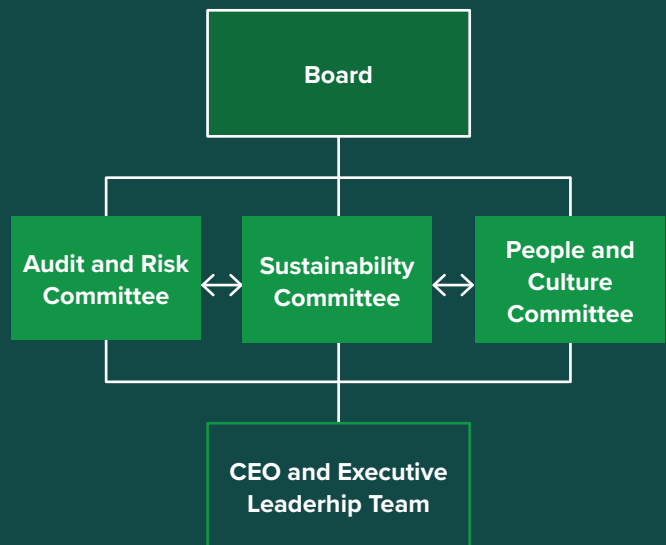 Board
Audit and Risk
Committee
Sustainability
Committee
People and
Culture
Committee
CEO and Executive
Leaderhip Team